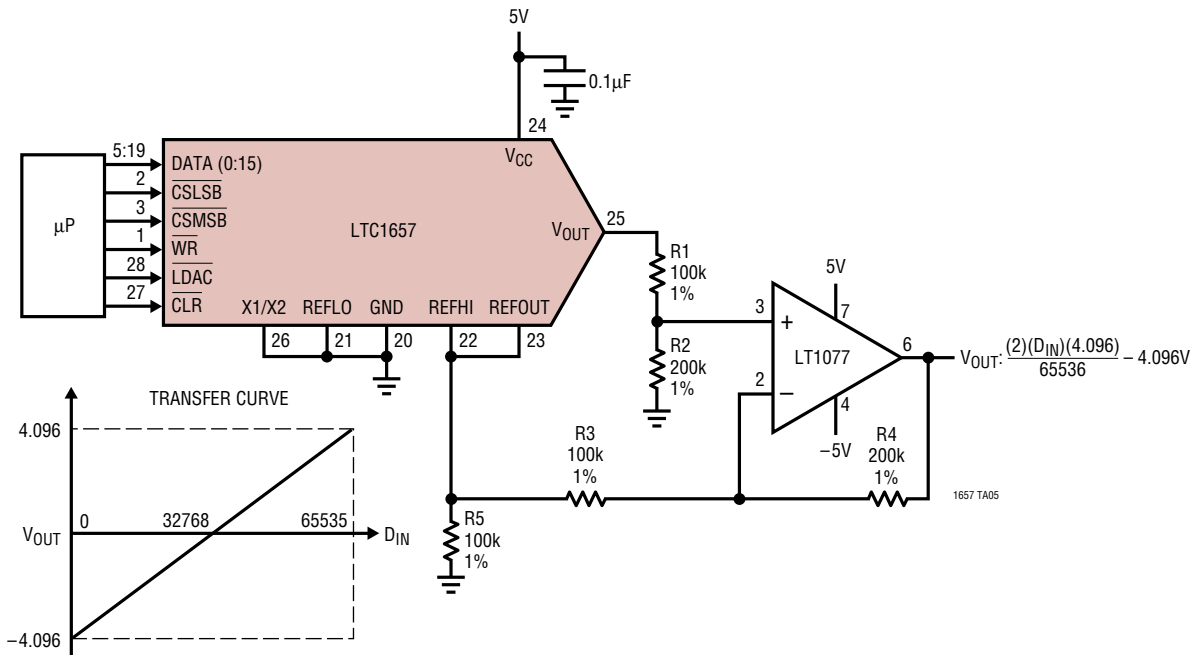 5V
0.1µF
24
VCC
µP
5:19
2
3
1
28
27
DATA (0:15)
CSLSB
CSMSB
WR
LDAC
CLR
LTC1657
VOUT
25
X1/X2 REFLO GND REFHI REFOUT
26 21 20 22 23
R1
100k
1%
R2
200k
1%
5V
3
7
+
LT1077
6
2
−
4
−5V
VOUT: (2)(DIN)(4.096)/65536 – 4.096V
R3
100k
1%
R4
200k
1%
R5
100k
1%
1657 TA05
TRANSFER CURVE
4.096
VOUT
0
32768
65535
DIN
−4.096